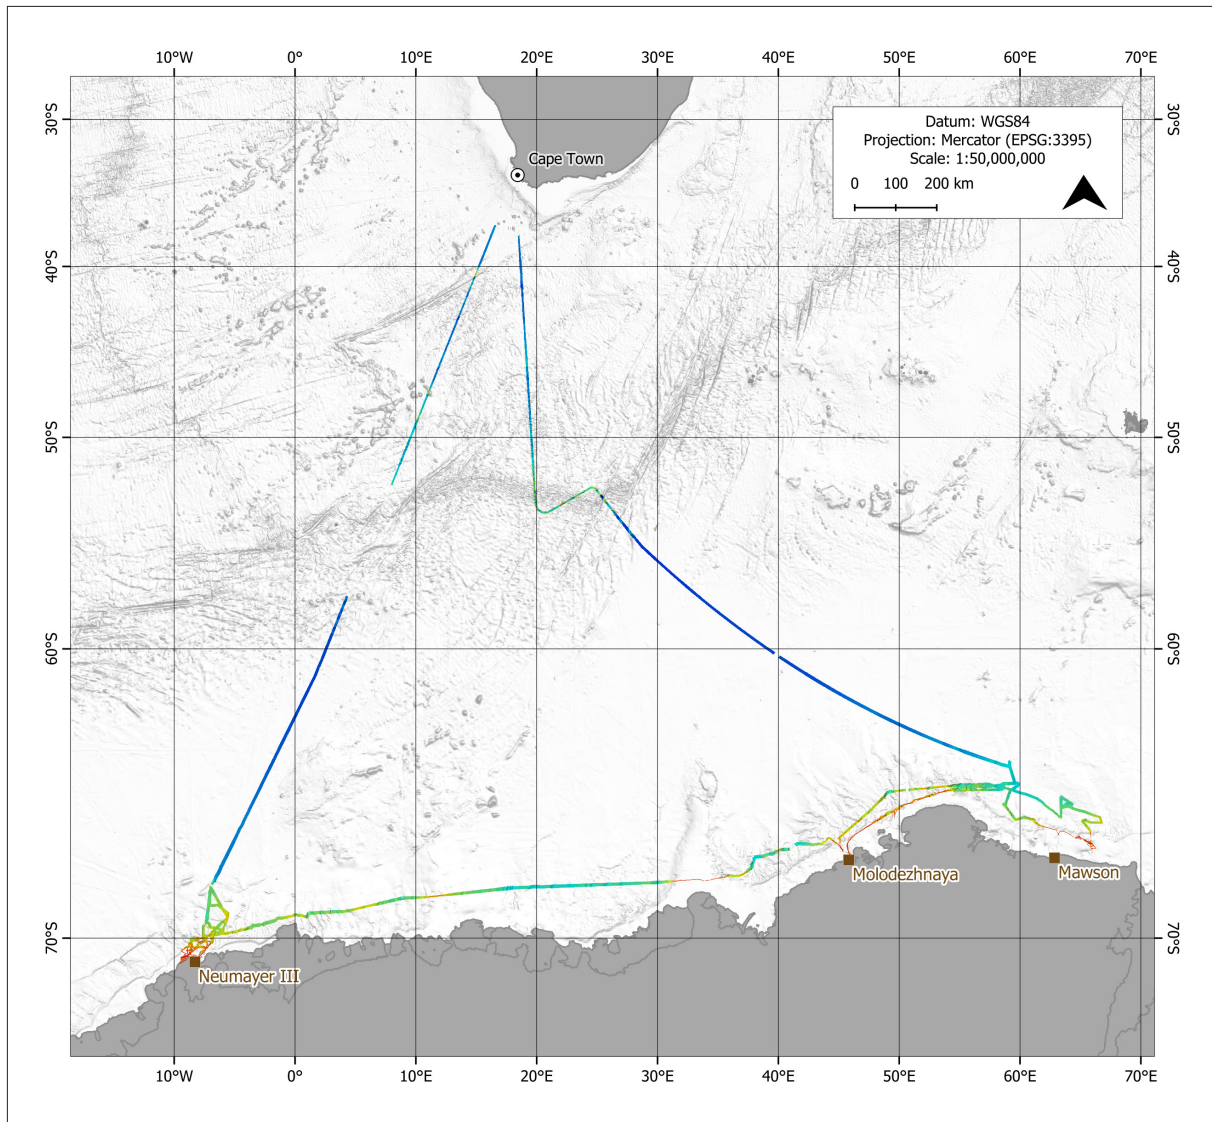 10°W 0° 10°E 20°E 30°E 40°E 50°E 60°E 70°E
30°S 30°S
Datum: WGS84
Projection: Mercator (EPSG:3395)
Scale: 1:50,000,000
0 100 200 km
Cape Town
40°S 40°S
50°S 50°S
60°S 60°S
Molodezhnaya
Mawson
70°S 70°S
Neumayer III
10°W 0° 10°E 20°E 30°E 40°E 50°E 60°E 70°E